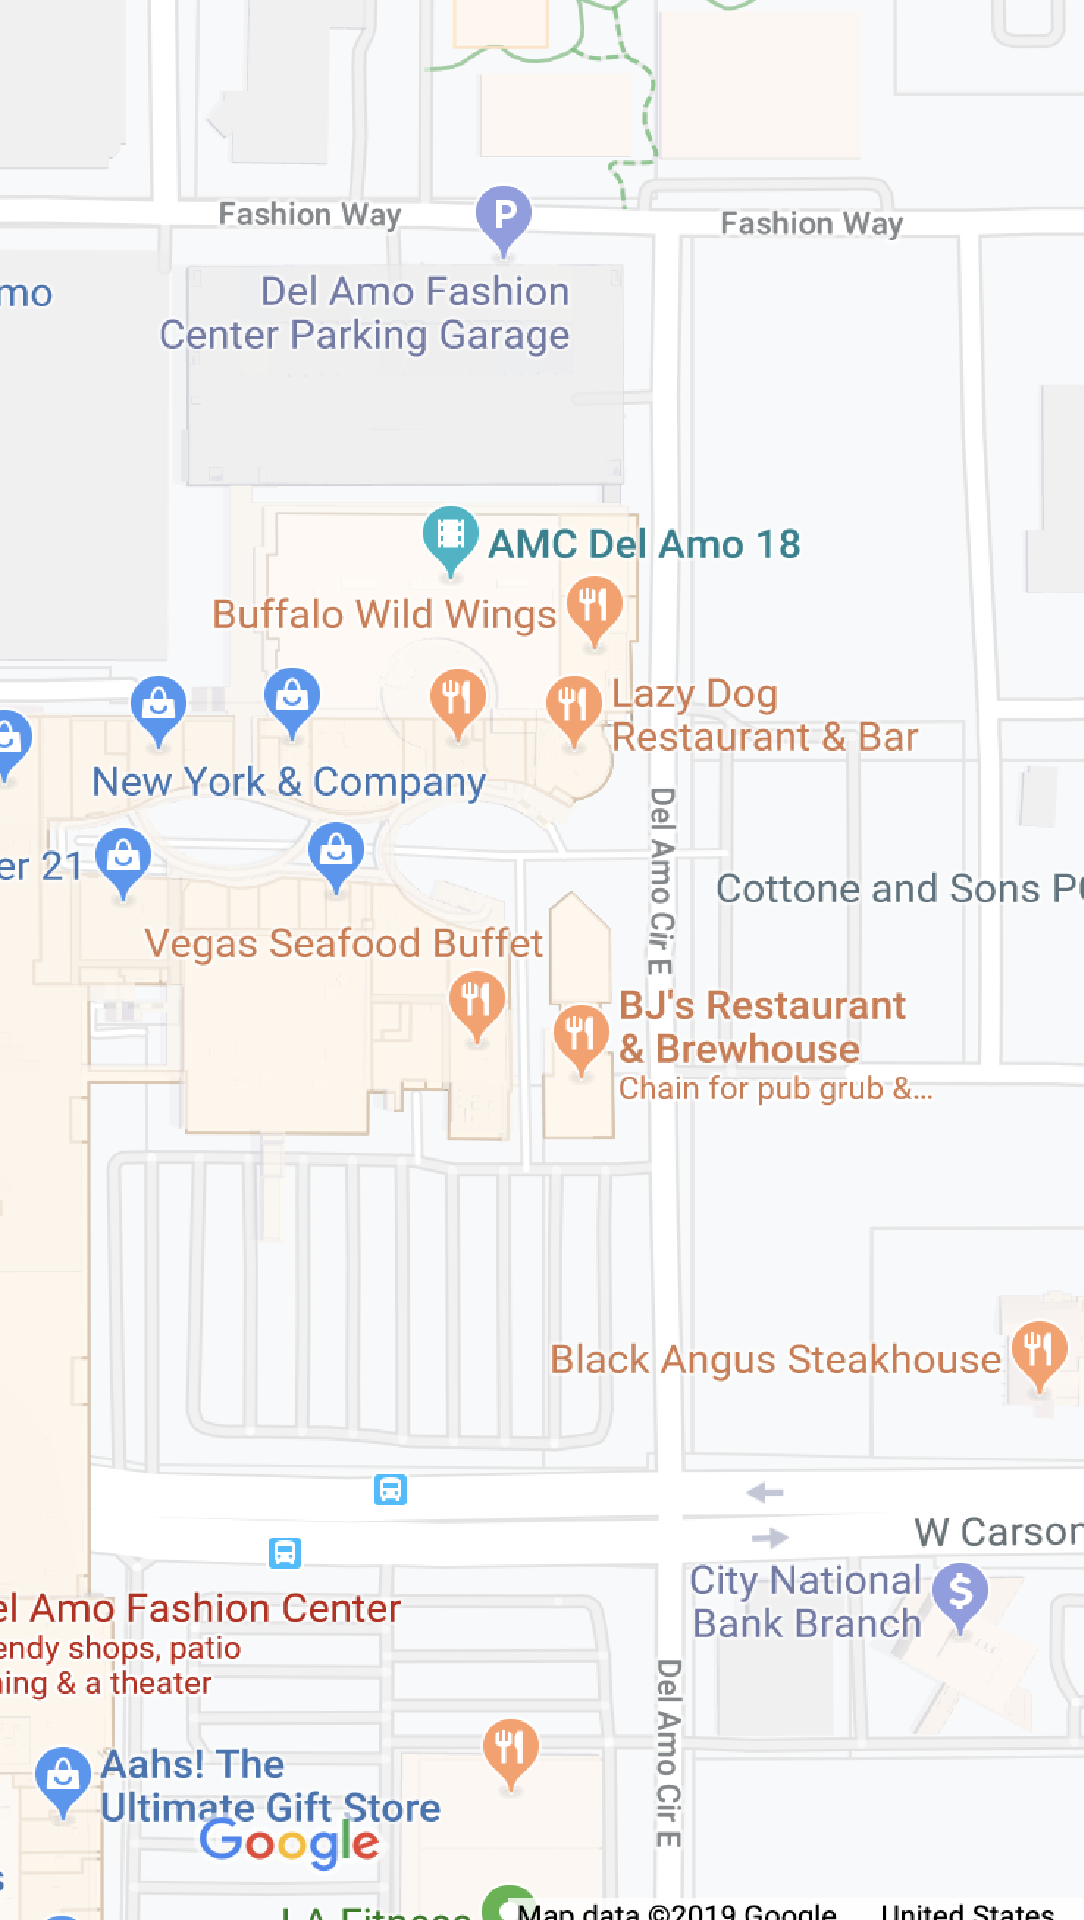 Fashion Way
P
Fashion Way
mo
Del Amo Fashion
Center Parking Garage
AMC Del Amo 18
Buffalo Wild Wings
Lazy Dog
Restaurant & Bar
New York & Company
er 21
Del Amo Cir E
Cottone and Sons P
Vegas Seafood Buffet
BJ's Restaurant
& Brewhouse
Chain for pub grub &...
Black Angus Steakhouse
W Carson
City National
Bank Branch
$
el Amo Fashion Center
endy shops, patio
ning & a theater
Del Amo Cir E
Aahs! The
Ultimate Gift Store
Google
s
LA Fitness
Map data ©2019 Google
United States